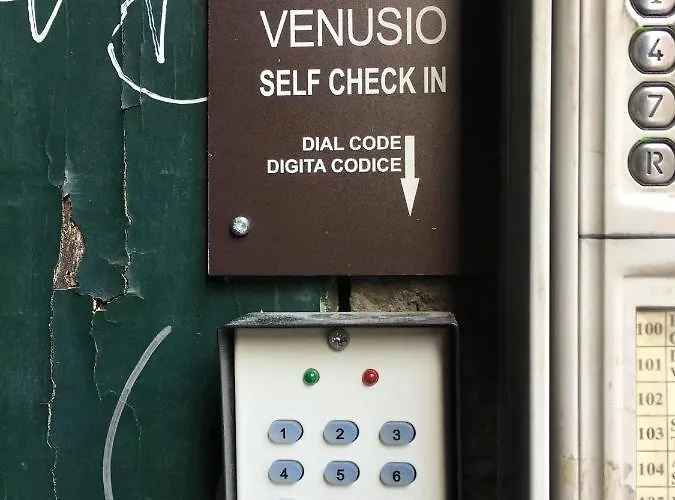 VENUSIO
SELF CHECK IN
DIAL CODE
DIGITA CODICE
1 2 3
4 5 6
4
7
R
100
101
102
103
104